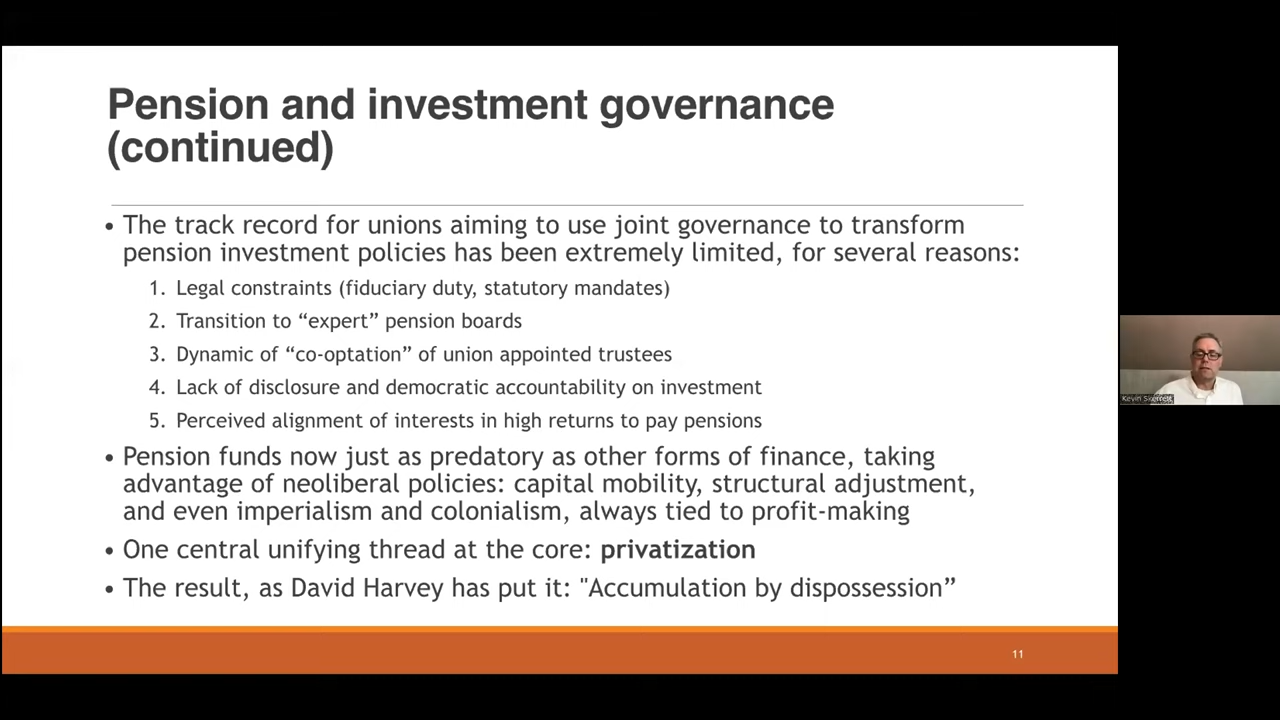 Pension and investment governance
(continued)
• The track record for unions aiming to use joint governance to transform
pension investment policies has been extremely limited, for several reasons:
1. Legal constraints (fiduciary duty, statutory mandates)
2. Transition to “expert” pension boards
3. Dynamic of “co-optation” of union appointed trustees
4. Lack of disclosure and democratic accountability on investment
5. Perceived alignment of interests in high returns to pay pensions
• Pension funds now just as predatory as other forms of finance, taking
advantage of neoliberal policies: capital mobility, structural adjustment,
and even imperialism and colonialism, always tied to profit-making
• One central unifying thread at the core: privatization
• The result, as David Harvey has put it: "Accumulation by dispossession”
11
Kevin Skerrett